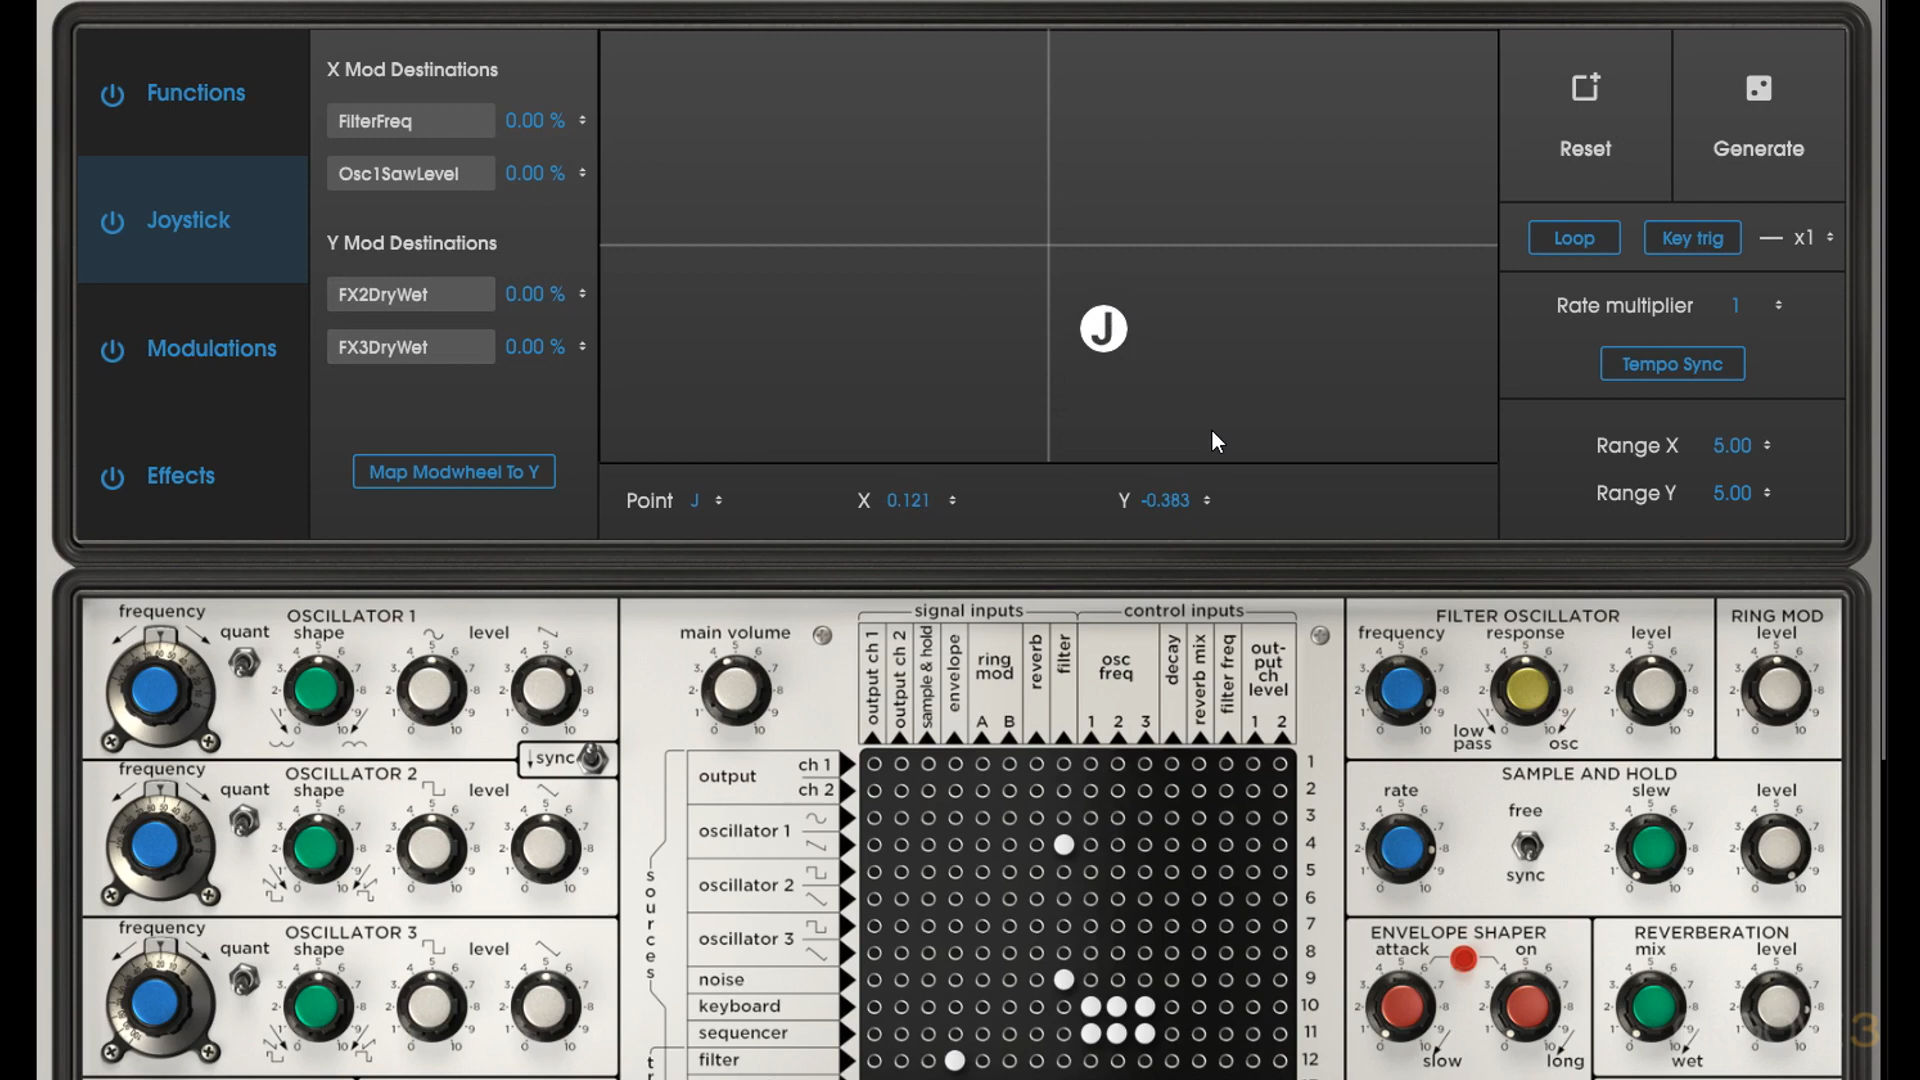 Functions
Joystick
Modulations
Effects
X Mod Destinations
FilterFreq 0.00 %
Osc1SawLevel 0.00 %
Y Mod Destinations
FX2DryWet 0.00 %
FX3DryWet 0.00 %
Map Modwheel To Y
J
Point J X 0.121 Y -0.383
Reset Generate
Loop Key trig x1
Rate multiplier 1
Tempo Sync
Range X 5.00
Range Y 5.00
OSCILLATOR 1
frequency quant shape level
sync
OSCILLATOR 2
frequency quant shape level
OSCILLATOR 3
frequency quant shape level
main volume
signal inputs control inputs
output ch 1
output ch 2
sample & hold
envelope
ring mod
A B
reverb
filter
osc freq
1 2 3
decay
reverb mix
filter freq
out-
put
ch
level
1 2
sources
output ch 1
ch 2
oscillator 1
oscillator 2
oscillator 3
noise
keyboard
sequencer
filter
1
2
3
4
5
6
7
8
9
10
11
12
FILTER OSCILLATOR
frequency response level
low pass osc
RING MOD
level
SAMPLE AND HOLD
rate free sync slew level
ENVELOPE SHAPER
attack on
slow long
REVERBERATION
mix level
wet